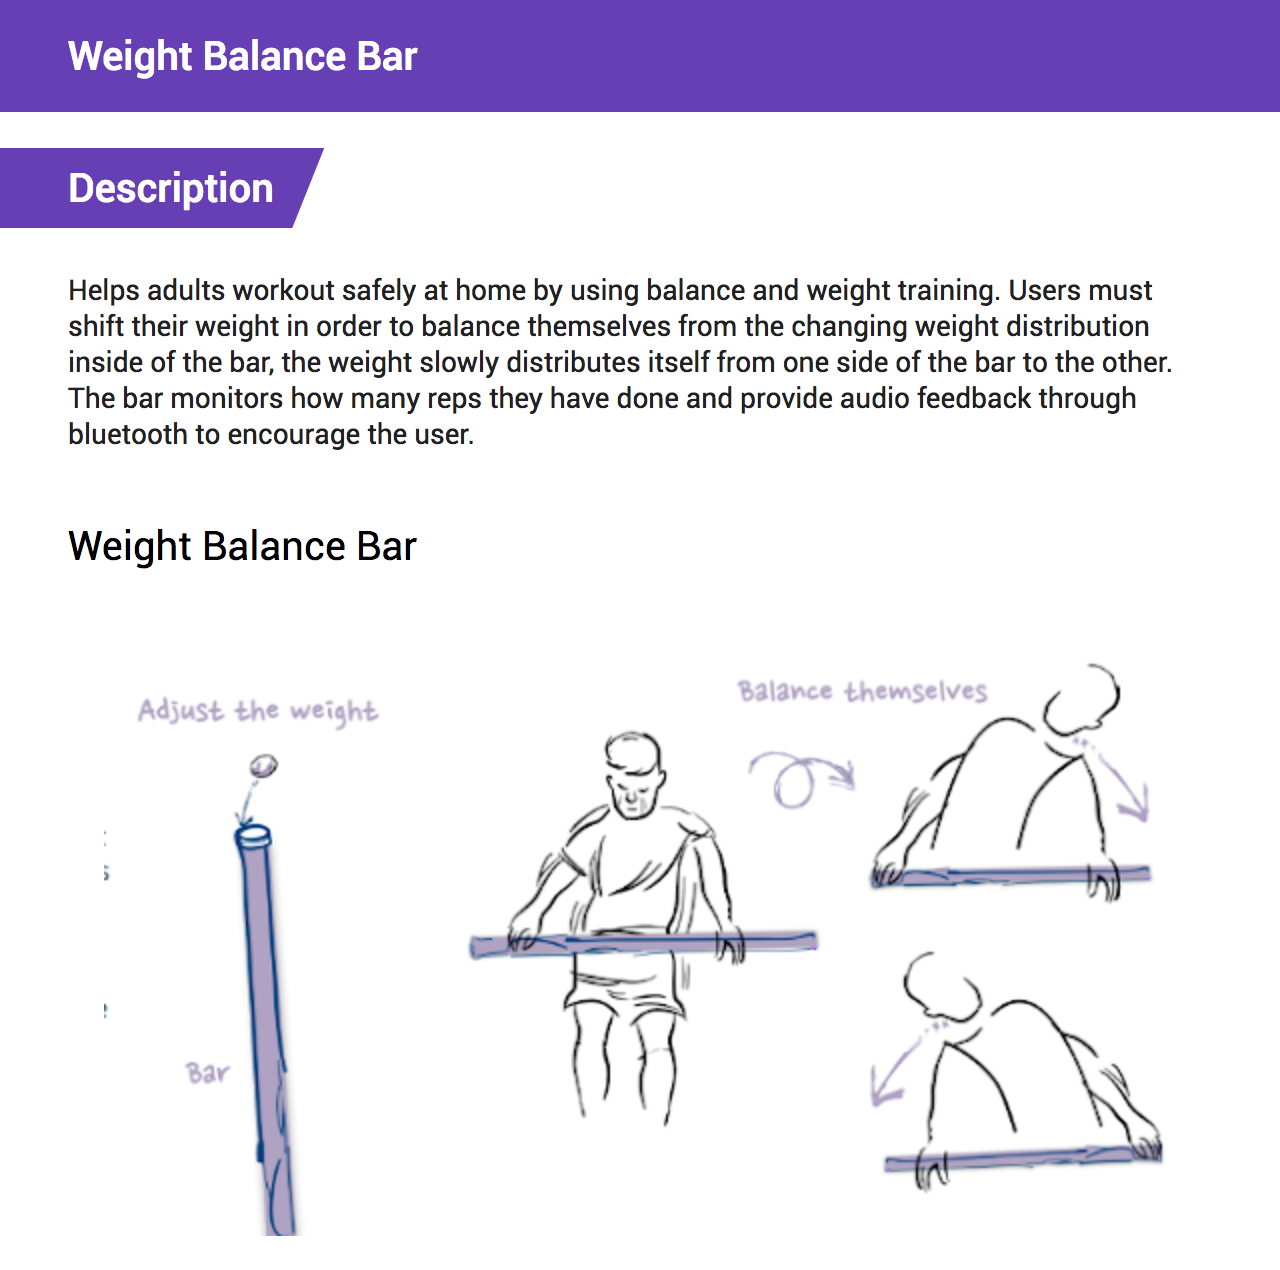 Weight Balance Bar
Description
Helps adults workout safely at home by using balance and weight training. Users must
shift their weight in order to balance themselves from the changing weight distribution
inside of the bar, the weight slowly distributes itself from one side of the bar to the other.
The bar monitors how many reps they have done and provide audio feedback through
bluetooth to encourage the user.
Weight Balance Bar
Adjust the weight
Balance themselves
Bar